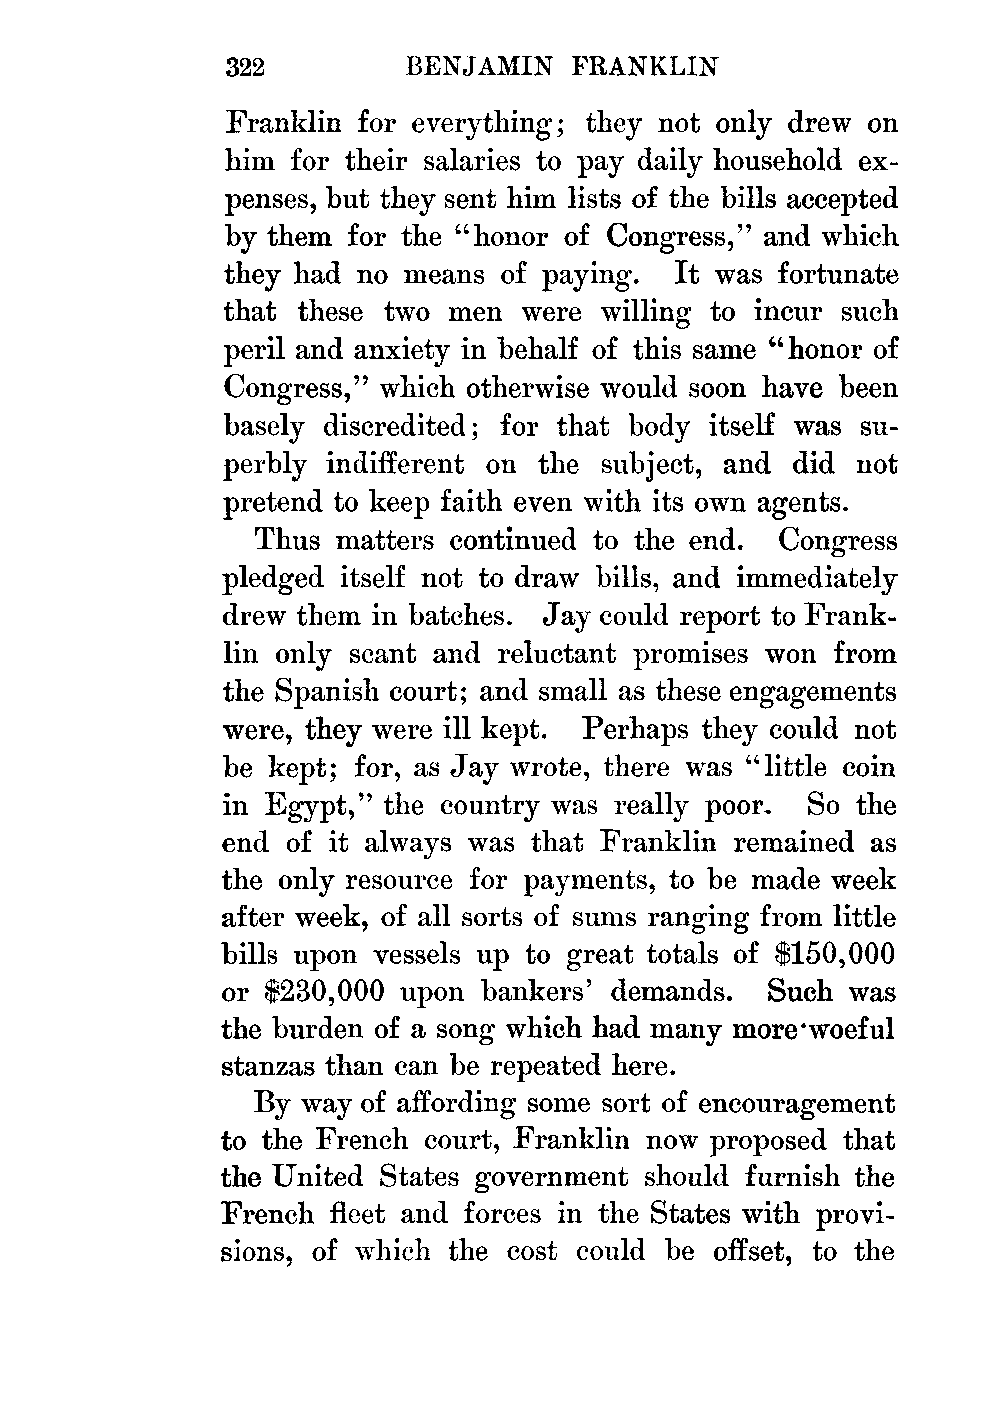 322 BENJAMIN FRANKLIN
Franklin for everything; they not only drew on
him for their salaries to pay daily household ex-
penses, but they sent him lists of the bills accepted
by them for the “honor of Congress,” and which
they had no means of paying. It was fortunate
that these two men were willing to incur such
peril and anxiety in behalf of this same “honor of
Congress,” which otherwise would soon have been
basely discredited; for that body itself was su-
perbly indifferent on the subject, and did not
pretend to keep faith even with its own agents.
Thus matters continued to the end. Congress
pledged itself not to draw bills, and immediately
drew them in batches. Jay could report to Frank-
lin only scant and reluctant promises won from
the Spanish court; and small as these engagements
were, they were ill kept. Perhaps they could not
be kept; for, as Jay wrote, there was “little coin
in Egypt,” the country was really poor. So the
end of it always was that Franklin remained as
the only resource for payments, to be made week
after week, of all sorts of sums ranging from little
bills upon vessels up to great totals of $150,000
or $230,000 upon bankers’ demands. Such was
the burden of a song which had many more woeful
stanzas than can be repeated here.
By way of affording some sort of encouragement
to the French court, Franklin now proposed that
the United States government should furnish the
French fleet and forces in the States with provi-
sions, of which the cost could be offset, to the